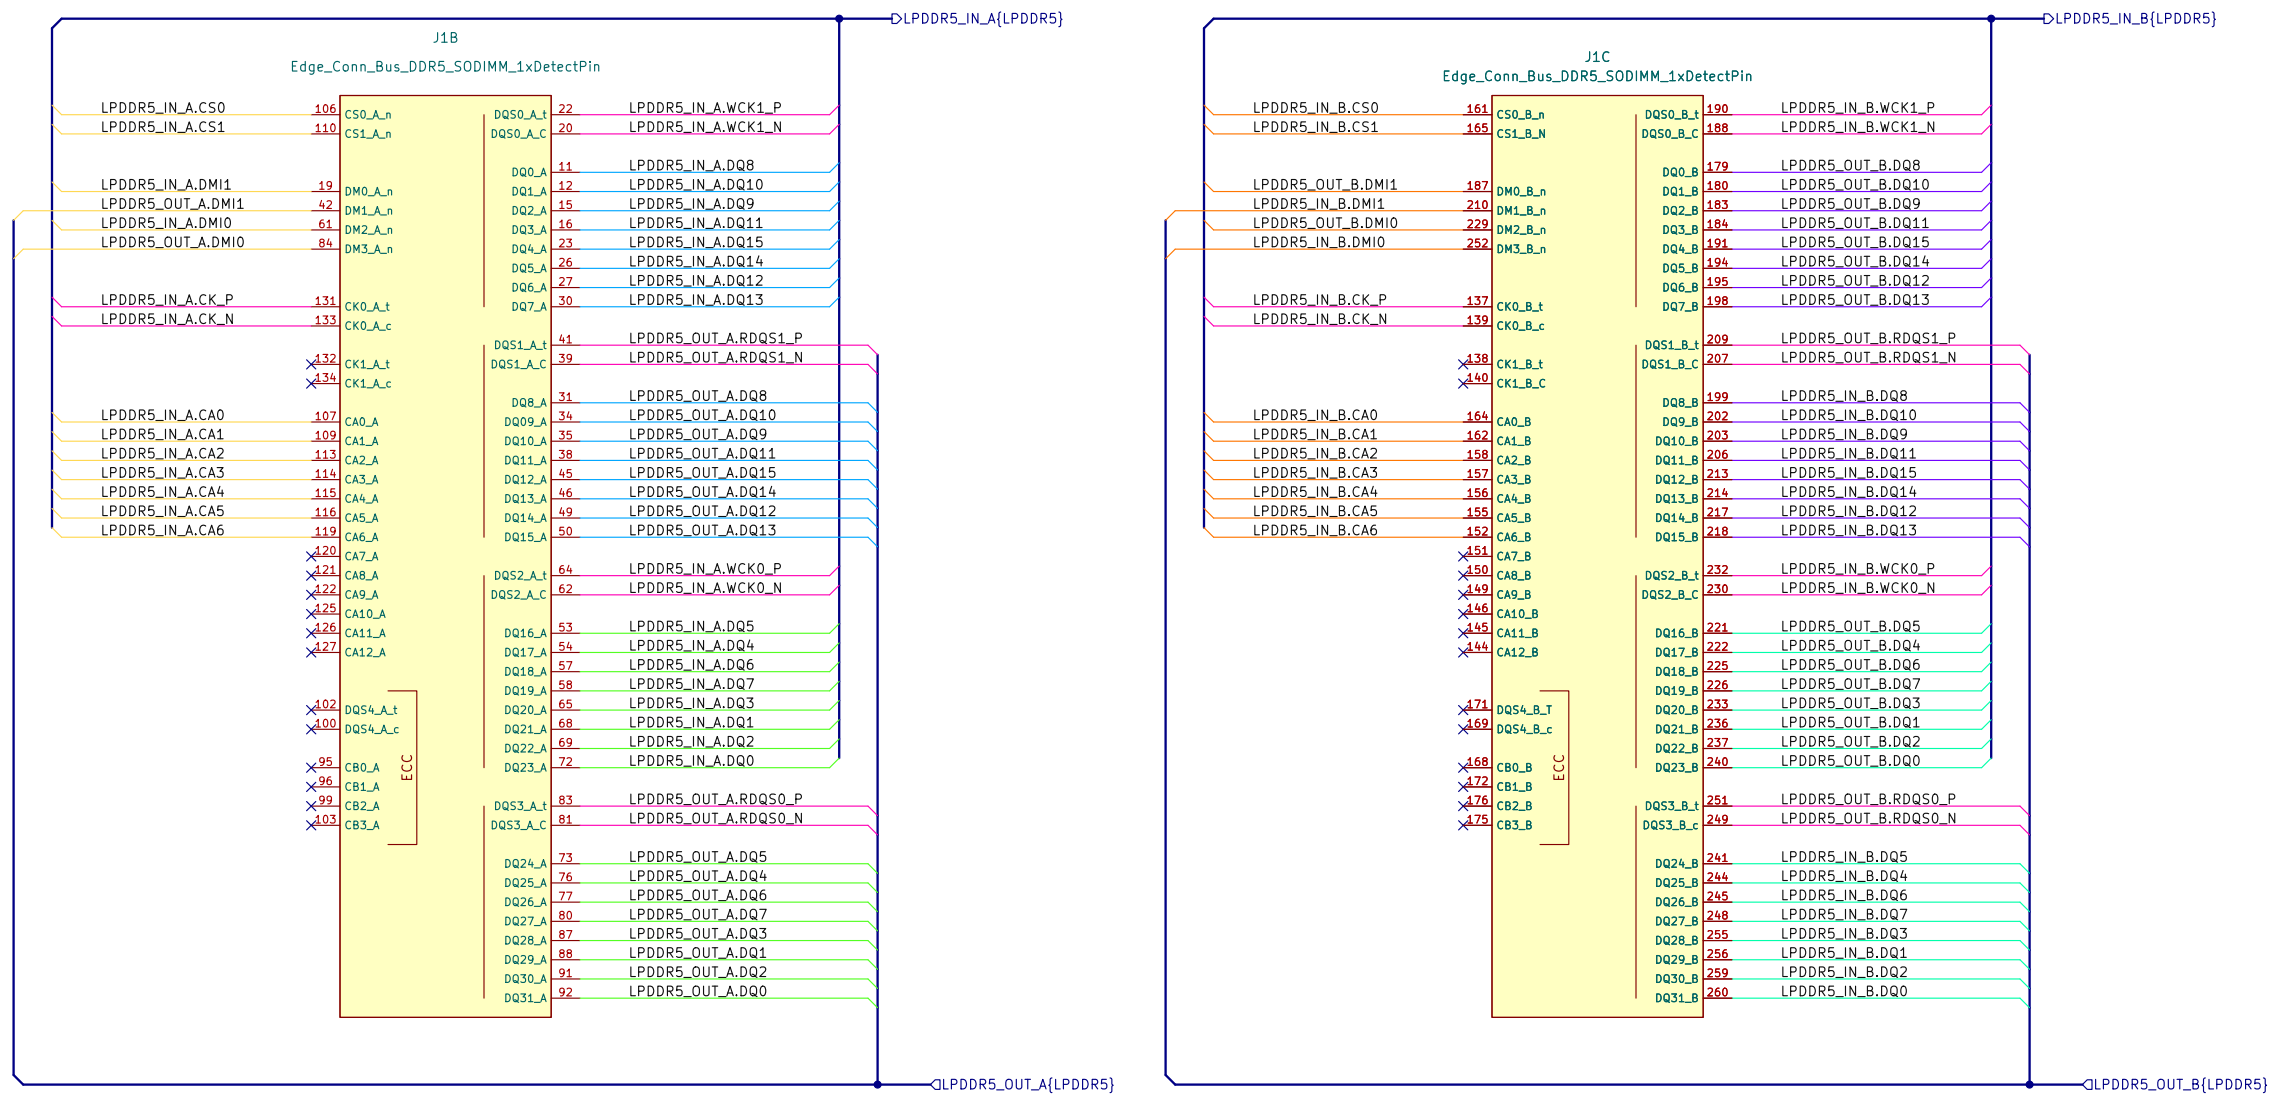 LPDDR5_IN_A{LPDDR5}
J1B
Edge_Conn_Bus_DDR5_SODIMM_1xDetectPin
LPDDR5_IN_A.CS0 106 CS0_A_n
LPDDR5_IN_A.CS1 110 CS1_A_n
LPDDR5_IN_A.DMI1 19 DM0_A_n
LPDDR5_OUT_A.DMI1 42 DM1_A_n
LPDDR5_IN_A.DMI0 61 DM2_A_n
LPDDR5_OUT_A.DMI0 84 DM3_A_n
LPDDR5_IN_A.CK_P 131 CK0_A_t
LPDDR5_IN_A.CK_N 133 CK0_A_c
132 CK1_A_t
134 CK1_A_c
LPDDR5_IN_A.CA0 107 CA0_A
LPDDR5_IN_A.CA1 109 CA1_A
LPDDR5_IN_A.CA2 113 CA2_A
LPDDR5_IN_A.CA3 114 CA3_A
LPDDR5_IN_A.CA4 115 CA4_A
LPDDR5_IN_A.CA5 116 CA5_A
LPDDR5_IN_A.CA6 119 CA6_A
120 CA7_A
121 CA8_A
122 CA9_A
125 CA10_A
126 CA11_A
127 CA12_A
102 DQS4_A_t
100 DQS4_A_c
95 CB0_A
96 CB1_A
99 CB2_A
103 CB3_A
ECC
DQS0_A_t 22 LPDDR5_IN_A.WCK1_P
DQS0_A_C 20 LPDDR5_IN_A.WCK1_N
DQ0_A 11 LPDDR5_IN_A.DQ8
DQ1_A 12 LPDDR5_IN_A.DQ10
DQ2_A 15 LPDDR5_IN_A.DQ9
DQ3_A 16 LPDDR5_IN_A.DQ11
DQ4_A 23 LPDDR5_IN_A.DQ15
DQ5_A 26 LPDDR5_IN_A.DQ14
DQ6_A 27 LPDDR5_IN_A.DQ12
DQ7_A 30 LPDDR5_IN_A.DQ13
DQS1_A_t 41 LPDDR5_OUT_A.RDQS1_P
DQS1_A_C 39 LPDDR5_OUT_A.RDQS1_N
DQ8_A 31 LPDDR5_OUT_A.DQ8
DQ09_A 34 LPDDR5_OUT_A.DQ10
DQ10_A 35 LPDDR5_OUT_A.DQ9
DQ11_A 38 LPDDR5_OUT_A.DQ11
DQ12_A 45 LPDDR5_OUT_A.DQ15
DQ13_A 46 LPDDR5_OUT_A.DQ14
DQ14_A 49 LPDDR5_OUT_A.DQ12
DQ15_A 50 LPDDR5_OUT_A.DQ13
DQS2_A_t 64 LPDDR5_IN_A.WCK0_P
DQS2_A_C 62 LPDDR5_IN_A.WCK0_N
DQ16_A 53 LPDDR5_IN_A.DQ5
DQ17_A 54 LPDDR5_IN_A.DQ4
DQ18_A 57 LPDDR5_IN_A.DQ6
DQ19_A 58 LPDDR5_IN_A.DQ7
DQ20_A 65 LPDDR5_IN_A.DQ3
DQ21_A 68 LPDDR5_IN_A.DQ1
DQ22_A 69 LPDDR5_IN_A.DQ2
DQ23_A 72 LPDDR5_IN_A.DQ0
DQS3_A_t 83 LPDDR5_OUT_A.RDQS0_P
DQS3_A_C 81 LPDDR5_OUT_A.RDQS0_N
DQ24_A 73 LPDDR5_OUT_A.DQ5
DQ25_A 76 LPDDR5_OUT_A.DQ4
DQ26_A 77 LPDDR5_OUT_A.DQ6
DQ27_A 80 LPDDR5_OUT_A.DQ7
DQ28_A 87 LPDDR5_OUT_A.DQ3
DQ29_A 88 LPDDR5_OUT_A.DQ1
DQ30_A 91 LPDDR5_OUT_A.DQ2
DQ31_A 92 LPDDR5_OUT_A.DQ0
LPDDR5_OUT_A{LPDDR5}
LPDDR5_IN_B{LPDDR5}
J1C
Edge_Conn_Bus_DDR5_SODIMM_1xDetectPin
LPDDR5_IN_B.CS0 161 CS0_B_n
LPDDR5_IN_B.CS1 165 CS1_B_N
LPDDR5_OUT_B.DMI1 187 DM0_B_n
LPDDR5_IN_B.DMI1 210 DM1_B_n
LPDDR5_OUT_B.DMI0 229 DM2_B_n
LPDDR5_IN_B.DMI0 252 DM3_B_n
LPDDR5_IN_B.CK_P 137 CK0_B_t
LPDDR5_IN_B.CK_N 139 CK0_B_c
138 CK1_B_t
140 CK1_B_C
LPDDR5_IN_B.CA0 164 CA0_B
LPDDR5_IN_B.CA1 162 CA1_B
LPDDR5_IN_B.CA2 158 CA2_B
LPDDR5_IN_B.CA3 157 CA3_B
LPDDR5_IN_B.CA4 156 CA4_B
LPDDR5_IN_B.CA5 155 CA5_B
LPDDR5_IN_B.CA6 152 CA6_B
151 CA7_B
150 CA8_B
149 CA9_B
146 CA10_B
145 CA11_B
144 CA12_B
171 DQS4_B_T
169 DQS4_B_c
168 CB0_B
172 CB1_B
176 CB2_B
175 CB3_B
ECC
DQS0_B_t 190 LPDDR5_IN_B.WCK1_P
DQS0_B_C 188 LPDDR5_IN_B.WCK1_N
DQ0_B 179 LPDDR5_OUT_B.DQ8
DQ1_B 180 LPDDR5_OUT_B.DQ10
DQ2_B 183 LPDDR5_OUT_B.DQ9
DQ3_B 184 LPDDR5_OUT_B.DQ11
DQ4_B 191 LPDDR5_OUT_B.DQ15
DQ5_B 194 LPDDR5_OUT_B.DQ14
DQ6_B 195 LPDDR5_OUT_B.DQ12
DQ7_B 198 LPDDR5_OUT_B.DQ13
DQS1_B_t 209 LPDDR5_OUT_B.RDQS1_P
DQS1_B_C 207 LPDDR5_OUT_B.RDQS1_N
DQ8_B 199 LPDDR5_IN_B.DQ8
DQ9_B 202 LPDDR5_IN_B.DQ10
DQ10_B 203 LPDDR5_IN_B.DQ9
DQ11_B 206 LPDDR5_IN_B.DQ11
DQ12_B 213 LPDDR5_IN_B.DQ15
DQ13_B 214 LPDDR5_IN_B.DQ14
DQ14_B 217 LPDDR5_IN_B.DQ12
DQ15_B 218 LPDDR5_IN_B.DQ13
DQS2_B_t 232 LPDDR5_IN_B.WCK0_P
DQS2_B_C 230 LPDDR5_IN_B.WCK0_N
DQ16_B 221 LPDDR5_OUT_B.DQ5
DQ17_B 222 LPDDR5_OUT_B.DQ4
DQ18_B 225 LPDDR5_OUT_B.DQ6
DQ19_B 226 LPDDR5_OUT_B.DQ7
DQ20_B 233 LPDDR5_OUT_B.DQ3
DQ21_B 236 LPDDR5_OUT_B.DQ1
DQ22_B 237 LPDDR5_OUT_B.DQ2
DQ23_B 240 LPDDR5_OUT_B.DQ0
DQS3_B_t 251 LPDDR5_OUT_B.RDQS0_P
DQS3_B_c 249 LPDDR5_OUT_B.RDQS0_N
DQ24_B 241 LPDDR5_IN_B.DQ5
DQ25_B 244 LPDDR5_IN_B.DQ4
DQ26_B 245 LPDDR5_IN_B.DQ6
DQ27_B 248 LPDDR5_IN_B.DQ7
DQ28_B 255 LPDDR5_IN_B.DQ3
DQ29_B 256 LPDDR5_IN_B.DQ1
DQ30_B 259 LPDDR5_IN_B.DQ2
DQ31_B 260 LPDDR5_IN_B.DQ0
LPDDR5_OUT_B{LPDDR5}